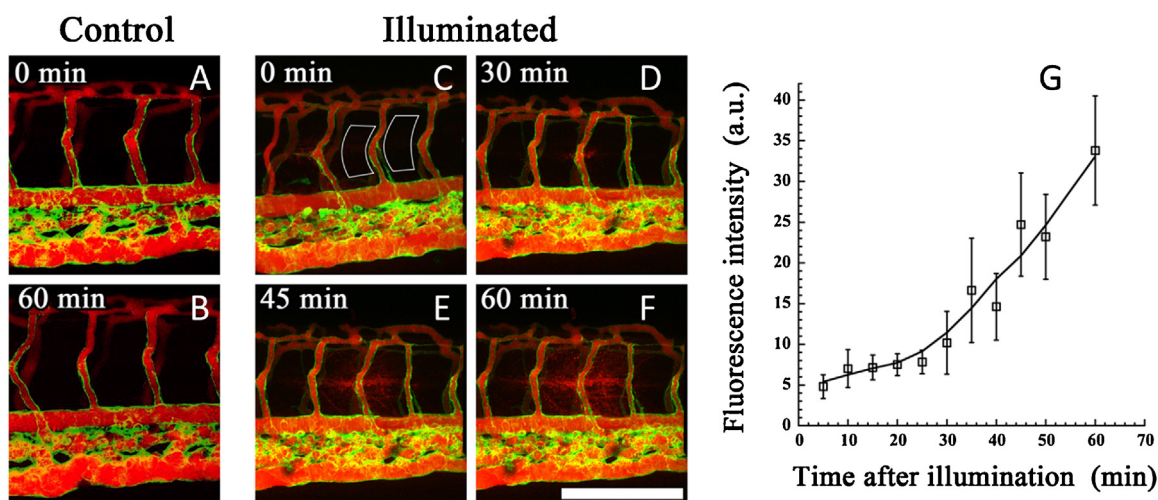 Control
Illuminated
0 min A
0 min C
30 min D
60 min B
45 min E
60 min F
G
Fluorescence intensity (a.u.)
40
35
30
25
20
15
10
5
0
0 10 20 30 40 50 60 70
Time after illumination (min)